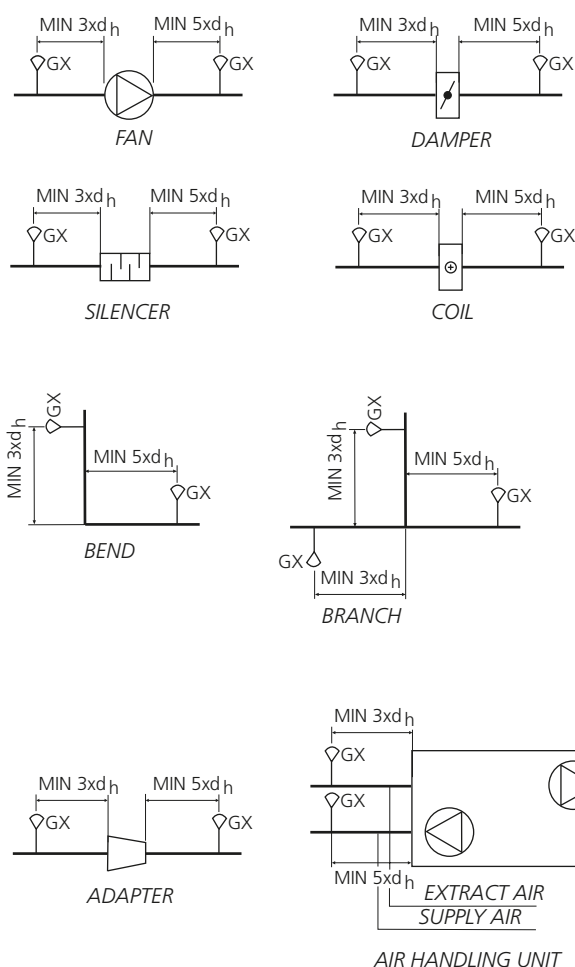 MIN 3xdh MIN 5xdh
GX GX
FAN
MIN 3xdh MIN 5xdh
GX GX
DAMPER
MIN 3xdh MIN 5xdh
GX GX
SILENCER
MIN 3xdh MIN 5xdh
GX GX
COIL
GX
MIN 3xdh
MIN 5xdh
GX
BEND
GX
MIN 3xdh
MIN 5xdh
GX
GX
MIN 3xdh
BRANCH
MIN 3xdh MIN 5xdh
GX GX
ADAPTER
MIN 3xdh
GX
GX
MIN 5xdh
EXTRACT AIR
SUPPLY AIR
AIR HANDLING UNIT